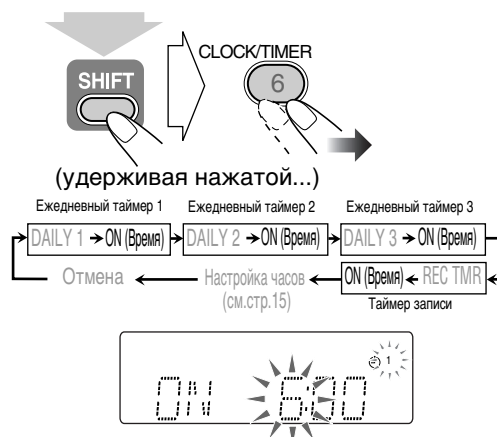 CLOCK/TIMER
SHIFT
6
(удерживая нажатой...)
Ежедневный таймер 1 Ежедневный таймер 2 Ежедневный таймер 3
DAILY 1 ON (Время) DAILY 2 ON (Время) DAILY 3 ON (Время)
Отмена Настройка часов ON (Время) REC TMR
(см.стр.15) Таймер записи
1
ON 6:00